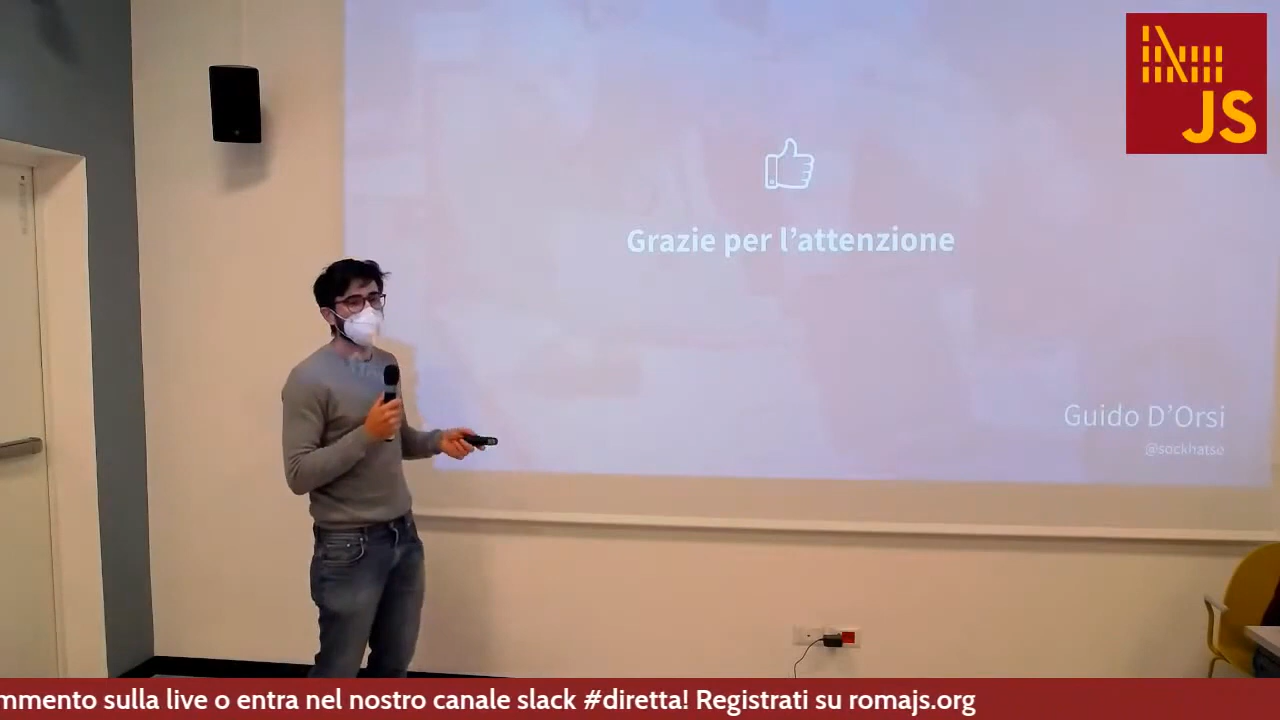 JS
Grazie per l’attenzione
Guido D’Orsi
@sockhatso
mmento sulla live o entra nel nostro canale slack #diretta! Registrati su romajs.org